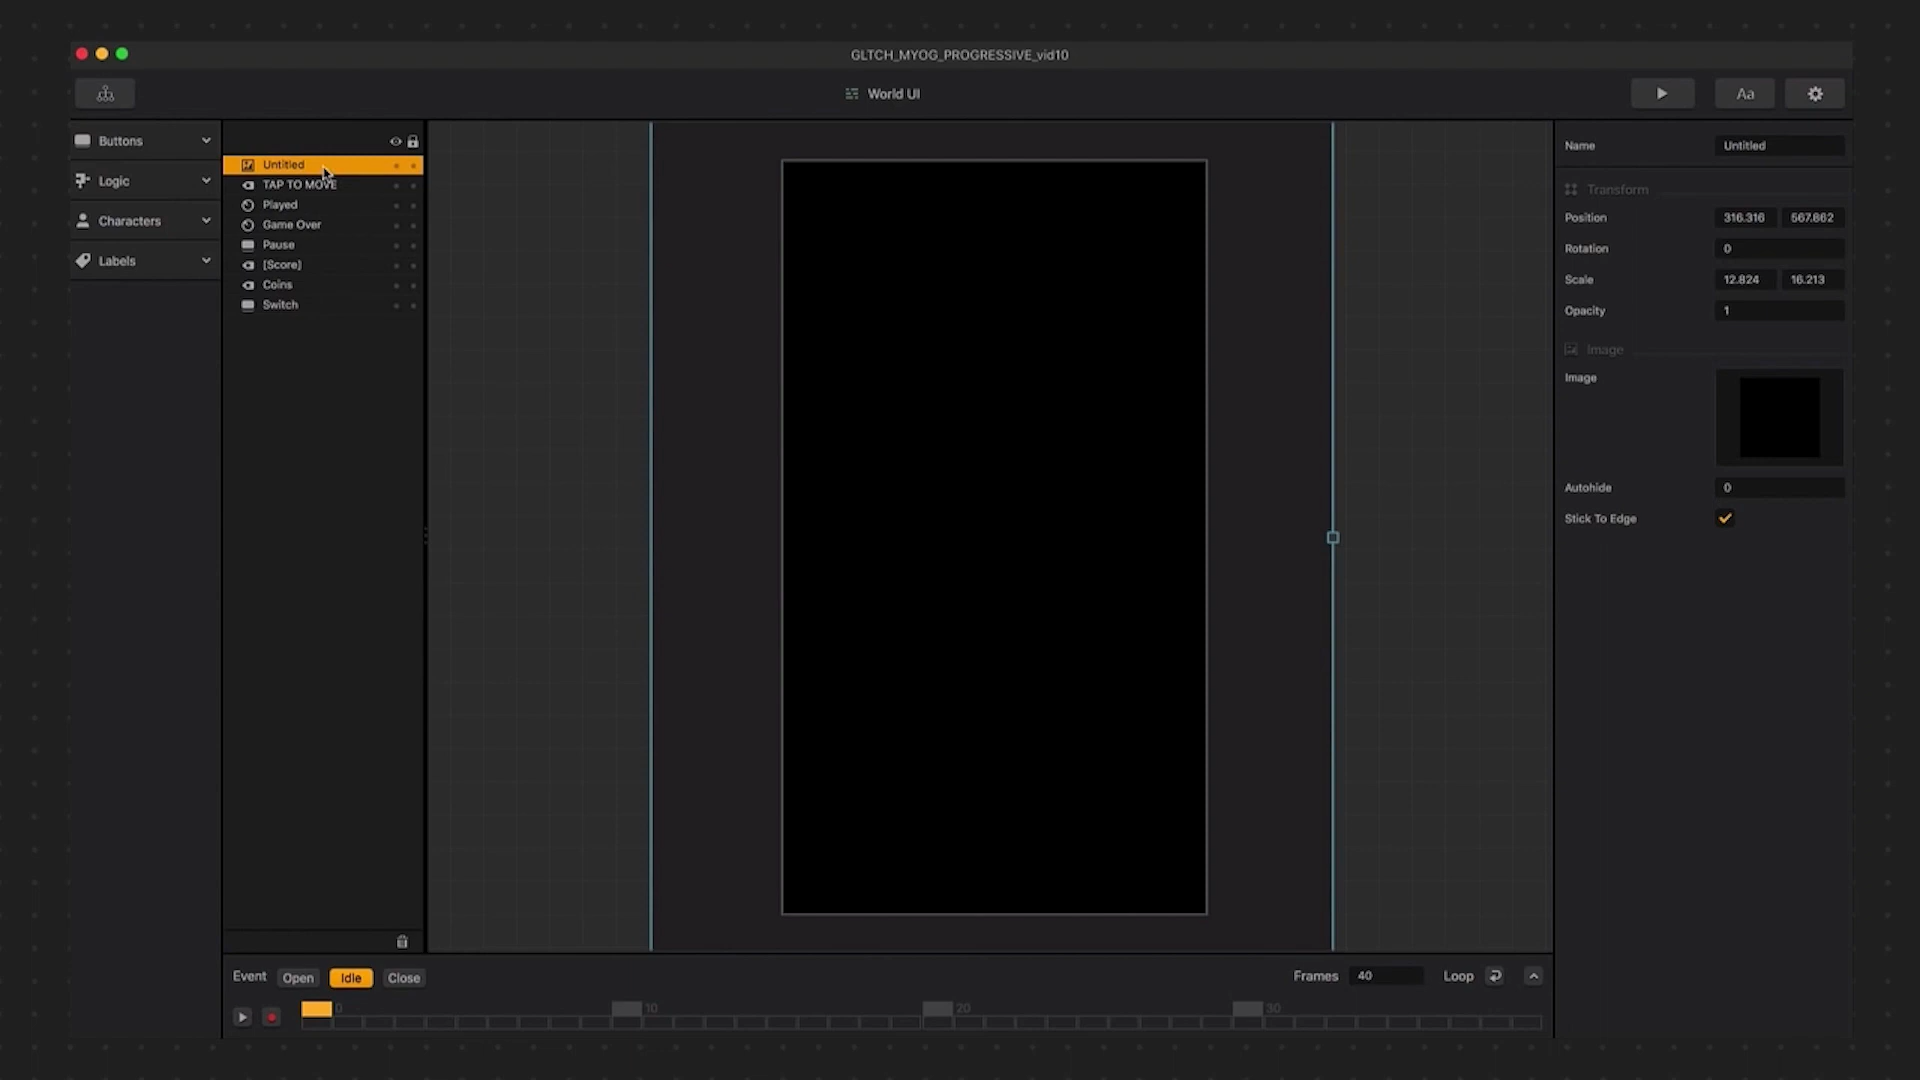 GLTCH_MYOG_PROGRESSIVE_vid10
World UI
Aa
Buttons
Logic
Characters
Labels
Untitled
TAP TO MOVE
Played
Game Over
Pause
[Score]
Coins
Switch
Name Untitled
Transform
Position 316.316 567.862
Rotation 0
Scale 12.824 16.213
Opacity 1
Image
Image
Autohide 0
Stick To Edge
Event Open Idle Close
Frames 40 Loop
0 10 20 30